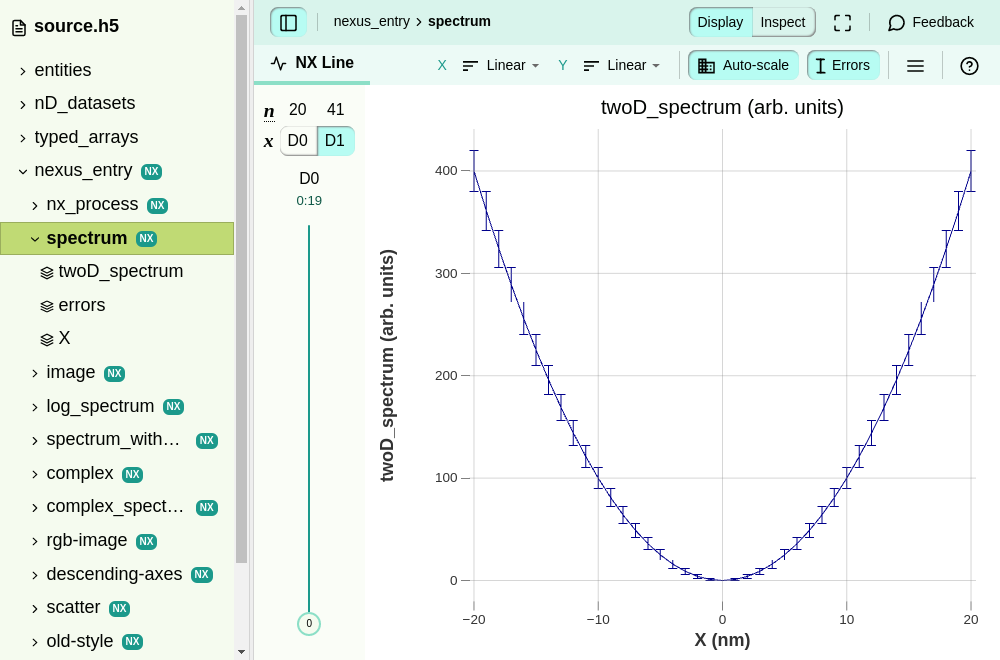 source.h5
entities
nD_datasets
typed_arrays
nexus_entry NX
nx_process NX
spectrum NX
twoD_spectrum
errors
X
image NX
log_spectrum NX
spectrum_with… NX
complex NX
complex_spect… NX
rgb-image NX
descending-axes NX
scatter NX
old-style NX
nexus_entry › spectrum
Display Inspect Feedback
NX Line
X Linear Y Linear Auto-scale Errors
n 20 41
x D0 D1
D0
0:19
0
twoD_spectrum (arb. units)
400
300
200
100
0
twoD_spectrum (arb. units)
−20 −10 0 10 20
X (nm)